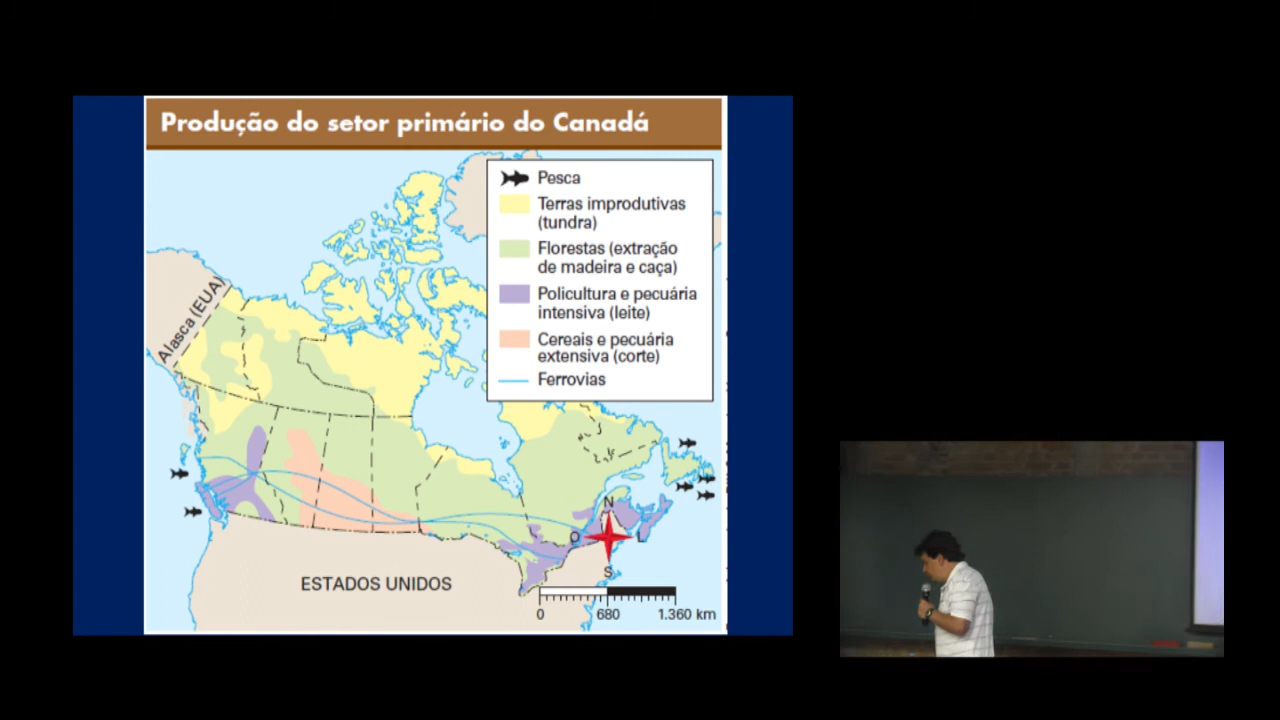 Produção do setor primário do Canadá
Pesca
Terras improdutivas
(tundra)
Florestas (extração
de madeira e caça)
Policultura e pecuária
intensiva (leite)
Cereais e pecuária
extensiva (corte)
Ferrovias
Alasca (EUA)
N
O
L
S
ESTADOS UNIDOS
0 680 1.360 km